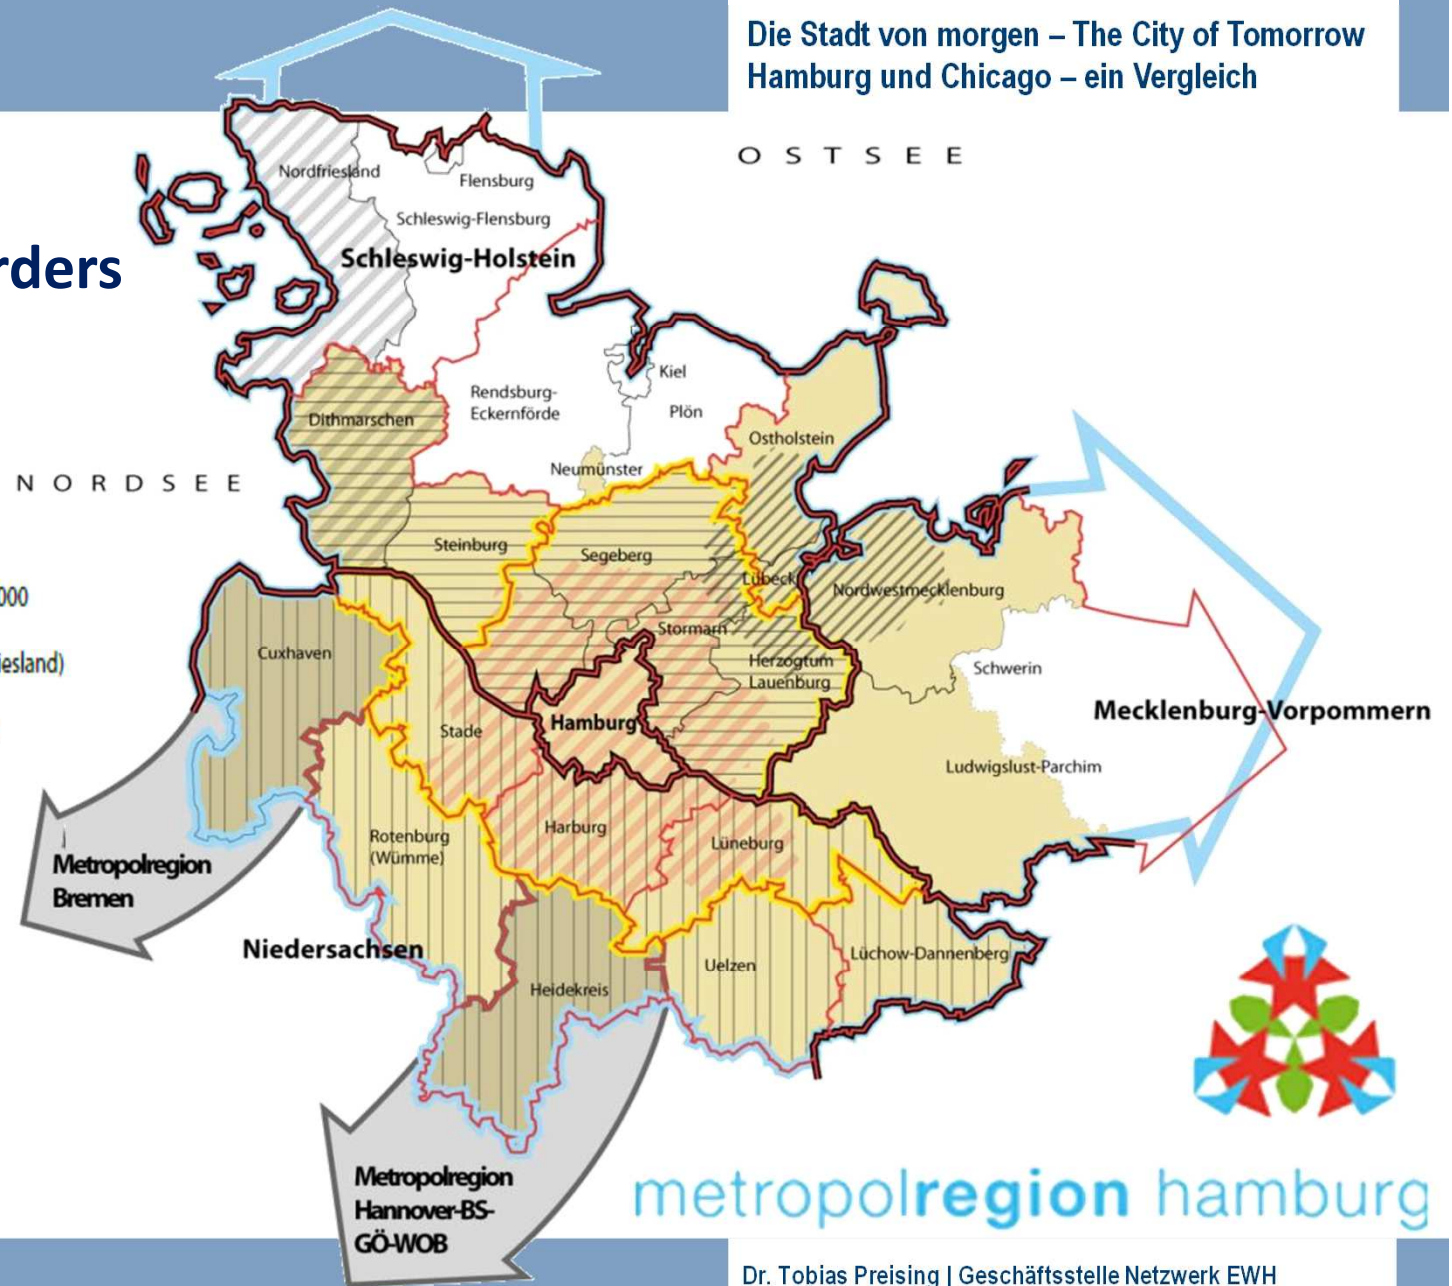 Die Stadt von morgen – The City of Tomorrow
Hamburg und Chicago – ein Vergleich
OSTSEE
Nordfriesland
Flensburg
Schleswig-Flensburg
Schleswig-Holstein
rders
Kiel
Rendsburg-
Eckernförde
Plön
Dithmarschen
Ostholstein
Neumünster
NORDSEE
Steinburg
Segeberg
Lübeck
Nordwestmecklenburg
000
Stormarn
Cuxhaven
iesland)
Herzogtum
Lauenburg
Schwerin
Mecklenburg-Vorpommern
Hamburg
Stade
Ludwigslust-Parchim
Harburg
Rotenburg
(Wümme)
Lüneburg
Metropolregion
Bremen
Niedersachsen
Lüchow-Dannenberg
Uelzen
Heidekreis
Metropolregion
Hannover-BS-
GÖ-WOB
metropolregion hamburg
Dr. Tobias Preising | Geschäftsstelle Netzwerk EWH